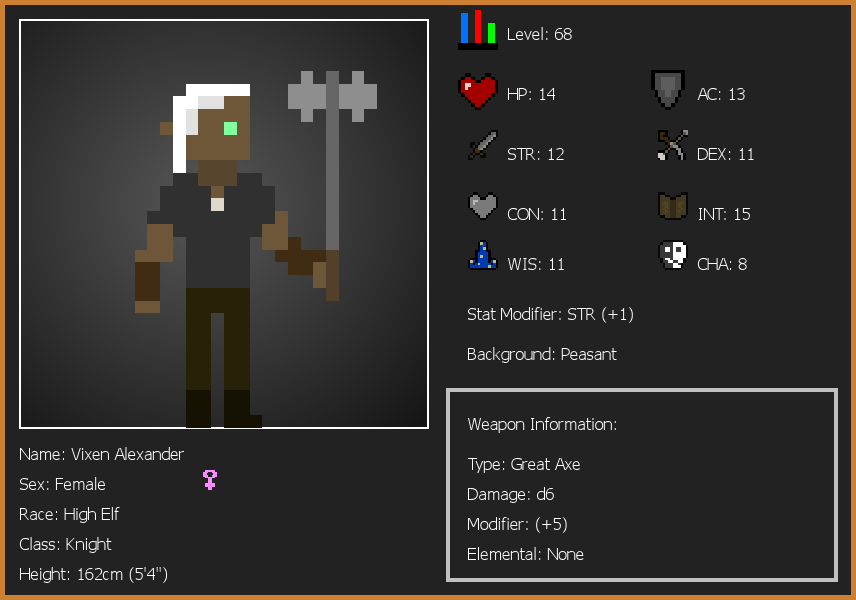 Level: 68
HP: 14
AC: 13
STR: 12
DEX: 11
CON: 11
INT: 15
WIS: 11
CHA: 8
Stat Modifier: STR (+1)
Background: Peasant
Weapon Information:
Type: Great Axe
Damage: d6
Modifier: (+5)
Elemental: None
Name: Vixen Alexander
Sex: Female
Race: High Elf
Class: Knight
Height: 162cm (5'4")